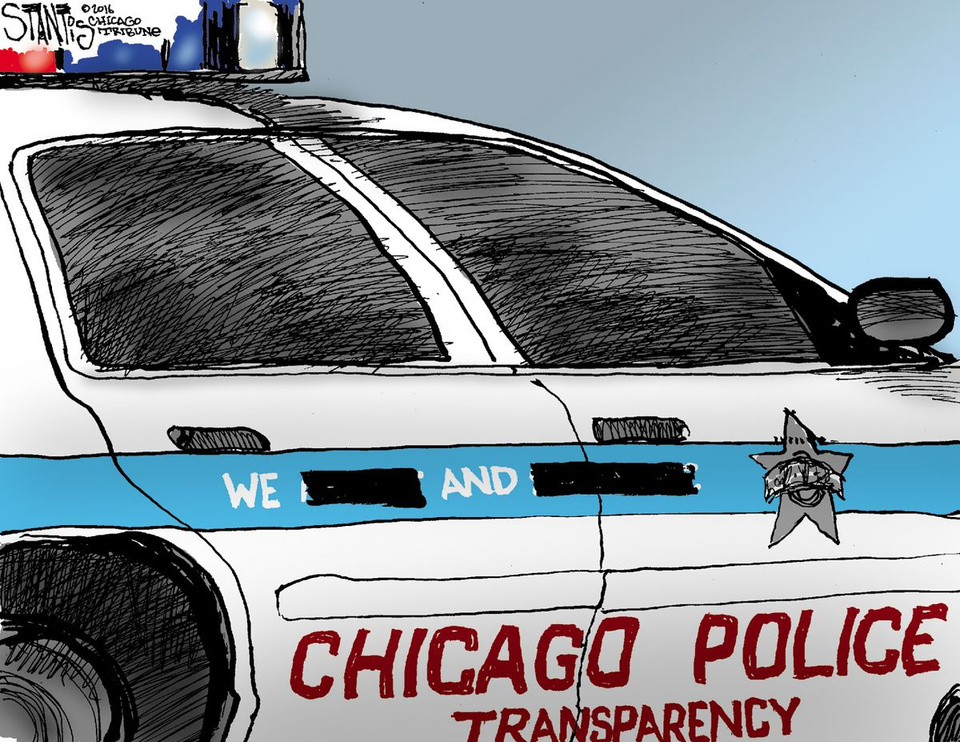 STANTIS
©2016
CHICAGO
TRIBUNE
WE AND
CHICAGO POLICE
TRANSPARENCY